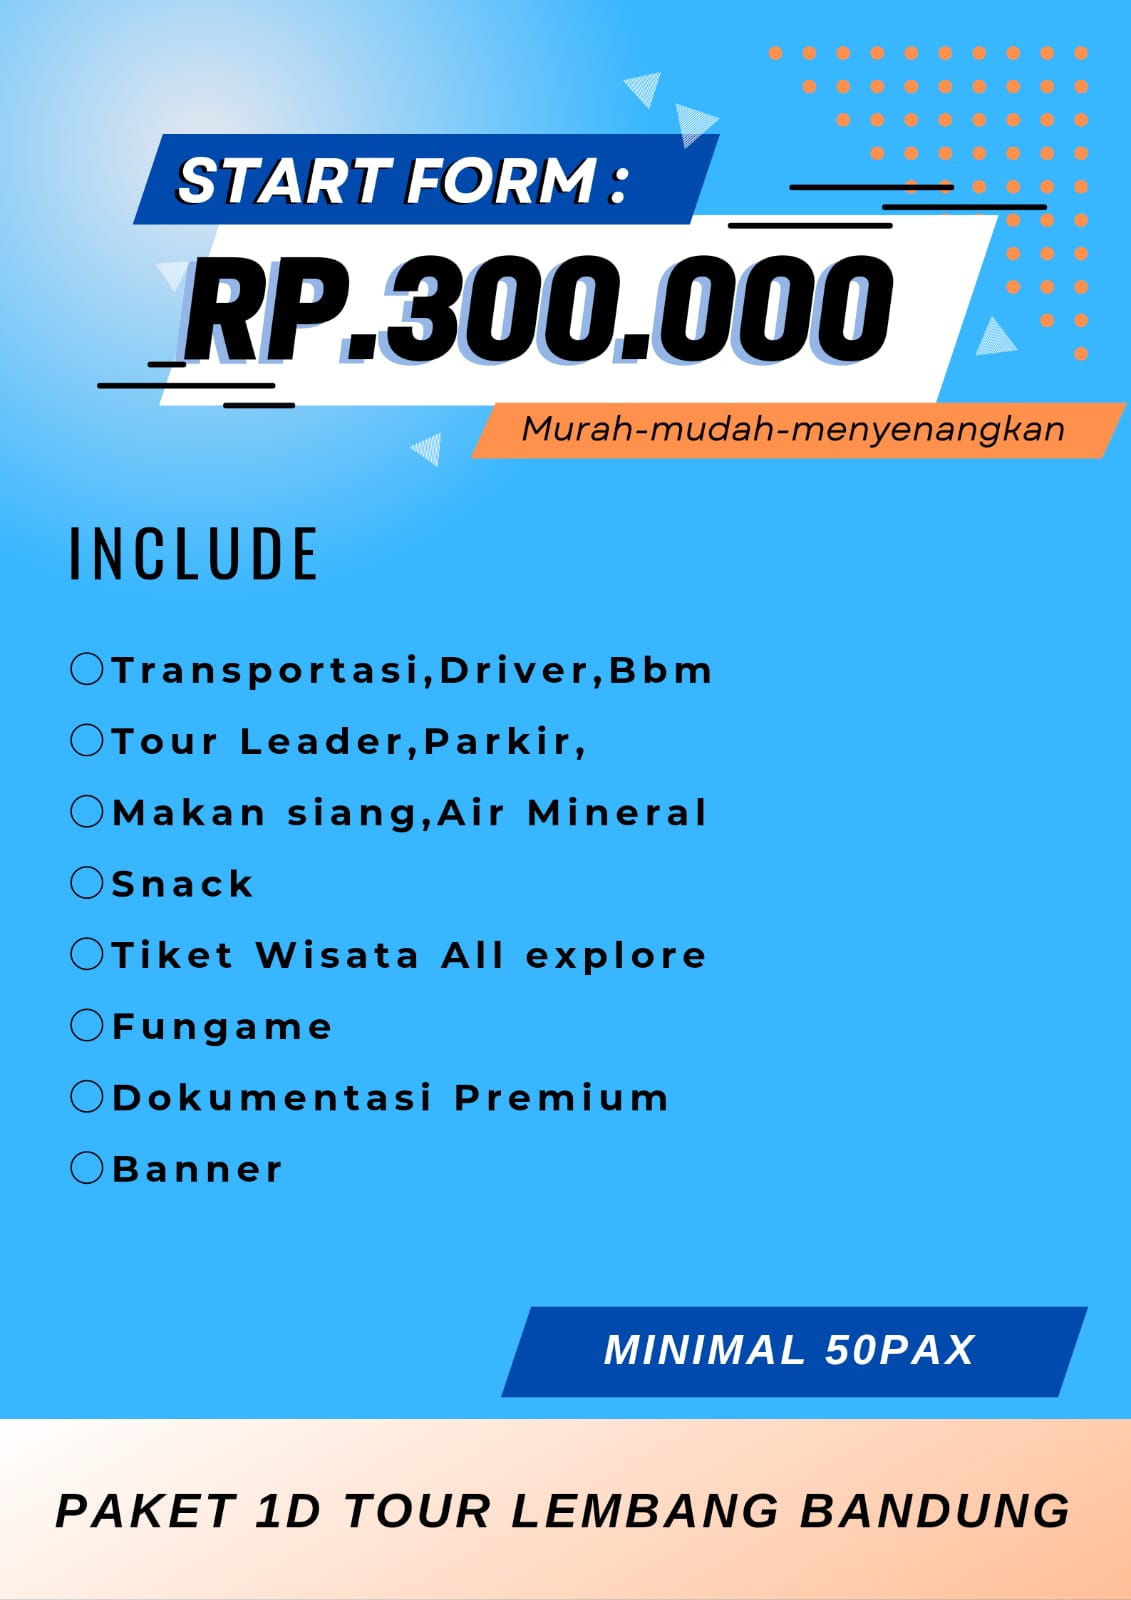 START FORM :
RP.300.000
Murah-mudah-menyenangkan
INCLUDE
Transportasi,Driver,Bbm
Tour Leader,Parkir,
Makan siang,Air Mineral
Snack
Tiket Wisata All explore
Fungame
Dokumentasi Premium
Banner
MINIMAL 50PAX
PAKET 1D TOUR LEMBANG BANDUNG